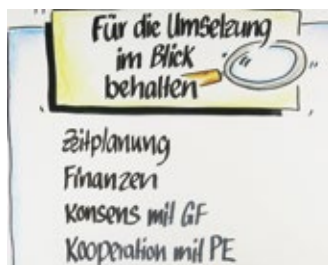 Für die Umsetzung
im Blick
behalten
Zeitplanung
Finanzen
Konsens mit GF
Kooperation mit PE